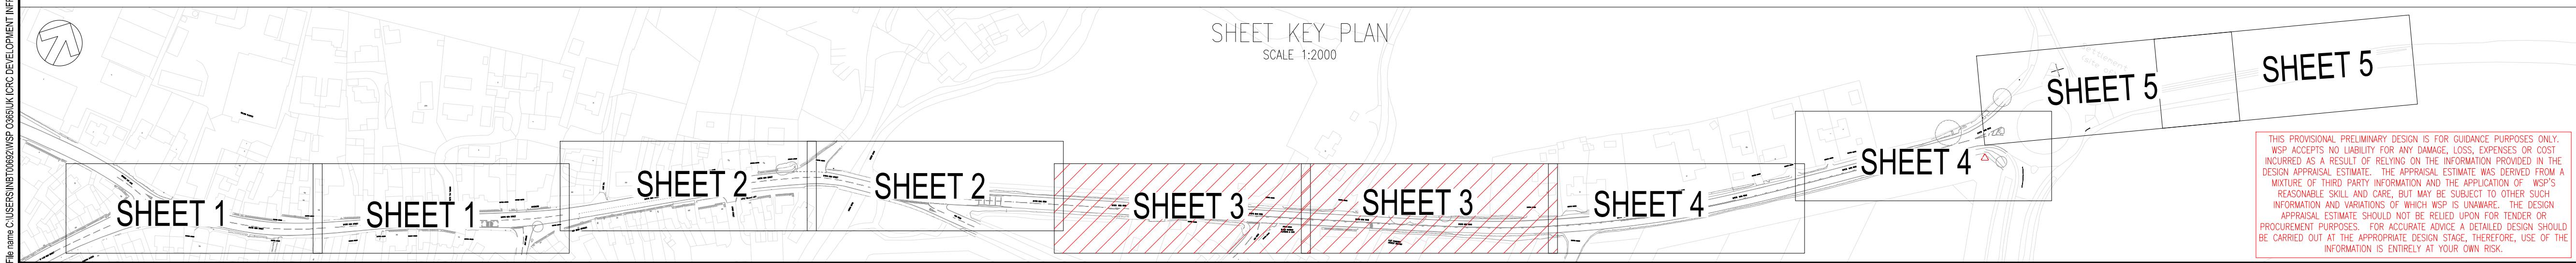 File name C:\USERS\INBT00692\WSP O365\UK ICRC DEVELOPMENT INFR
SHEET KEY PLAN
SCALE 1:2000
SHEET 1
SHEET 1
SHEET 2
SHEET 2
SHEET 3
SHEET 3
SHEET 4
SHEET 4
SHEET 5
SHEET 5
THIS PROVISIONAL PRELIMINARY DESIGN IS FOR GUIDANCE PURPOSES ONLY.
WSP ACCEPTS NO LIABILITY FOR ANY DAMAGE, LOSS, EXPENSES OR COST
INCURRED AS A RESULT OF RELYING ON THE INFORMATION PROVIDED IN THE
DESIGN APPRAISAL ESTIMATE. THE APPRAISAL ESTIMATE WAS DERIVED FROM A
MIXTURE OF THIRD PARTY INFORMATION AND THE APPLICATION OF WSP'S
REASONABLE SKILL AND CARE, BUT MAY BE SUBJECT TO OTHER SUCH
INFORMATION AND VARIATIONS OF WHICH WSP IS UNAWARE. THE DESIGN
APPRAISAL ESTIMATE SHOULD NOT BE RELIED UPON FOR TENDER OR
PROCUREMENT PURPOSES. FOR ACCURATE ADVICE A DETAILED DESIGN SHOULD
BE CARRIED OUT AT THE APPROPRIATE DESIGN STAGE, THEREFORE, USE OF THE
INFORMATION IS ENTIRELY AT YOUR OWN RISK.